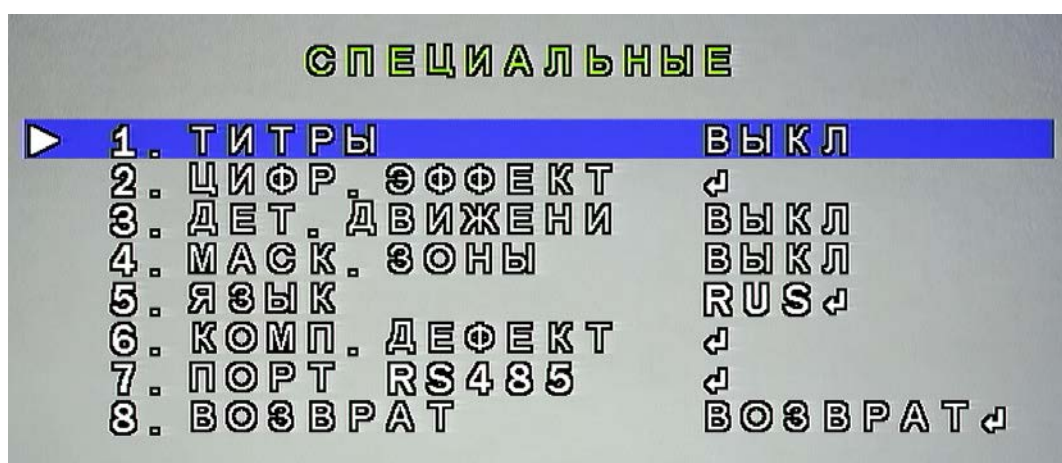 СПЕЦИАЛЬНЫЕ
1. ТИТРЫ ВЫКЛ
2. ЦИФР. ЭФФЕКТ ↲
3. ДЕТ. ДВИЖЕНИ ВЫКЛ
4. МАСК. ЗОНЫ ВЫКЛ
5. ЯЗЫК RUS↲
6. КОМП. ДЕФЕКТ ↲
7. ПОРТ RS485 ↲
8. ВОЗВРАТ ВОЗВРАТ↲